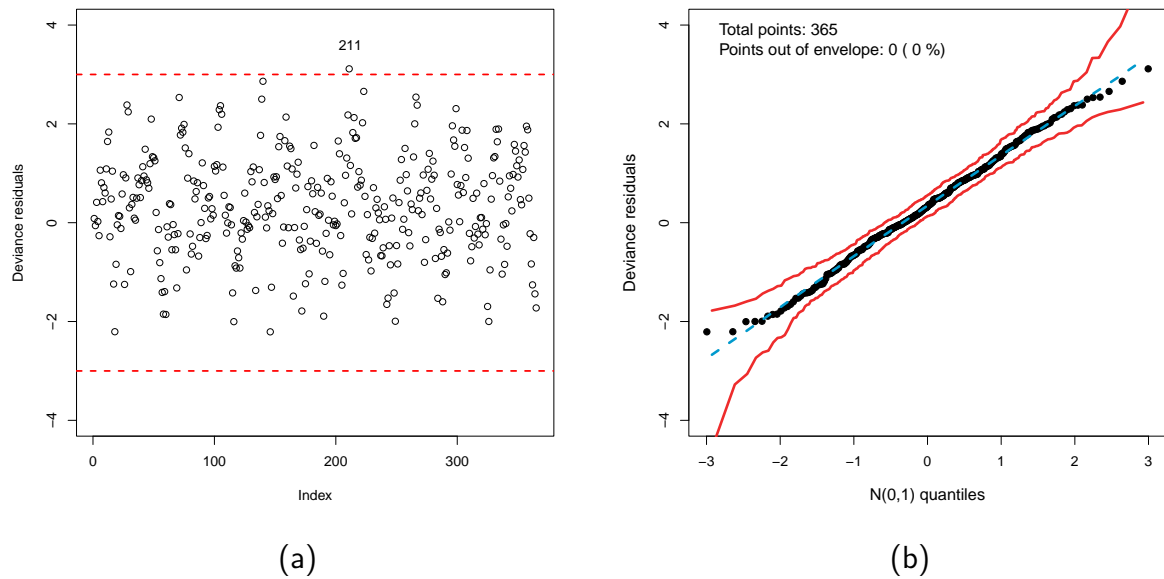 4
2
0
−2
−4
Deviance residuals
211
0
100
200
300
Index
(a)
4
2
0
−2
−4
Deviance residuals
Total points: 365
Points out of envelope: 0 ( 0 %)
−3
−2
−1
0
1
2
3
N(0,1) quantiles
(b)